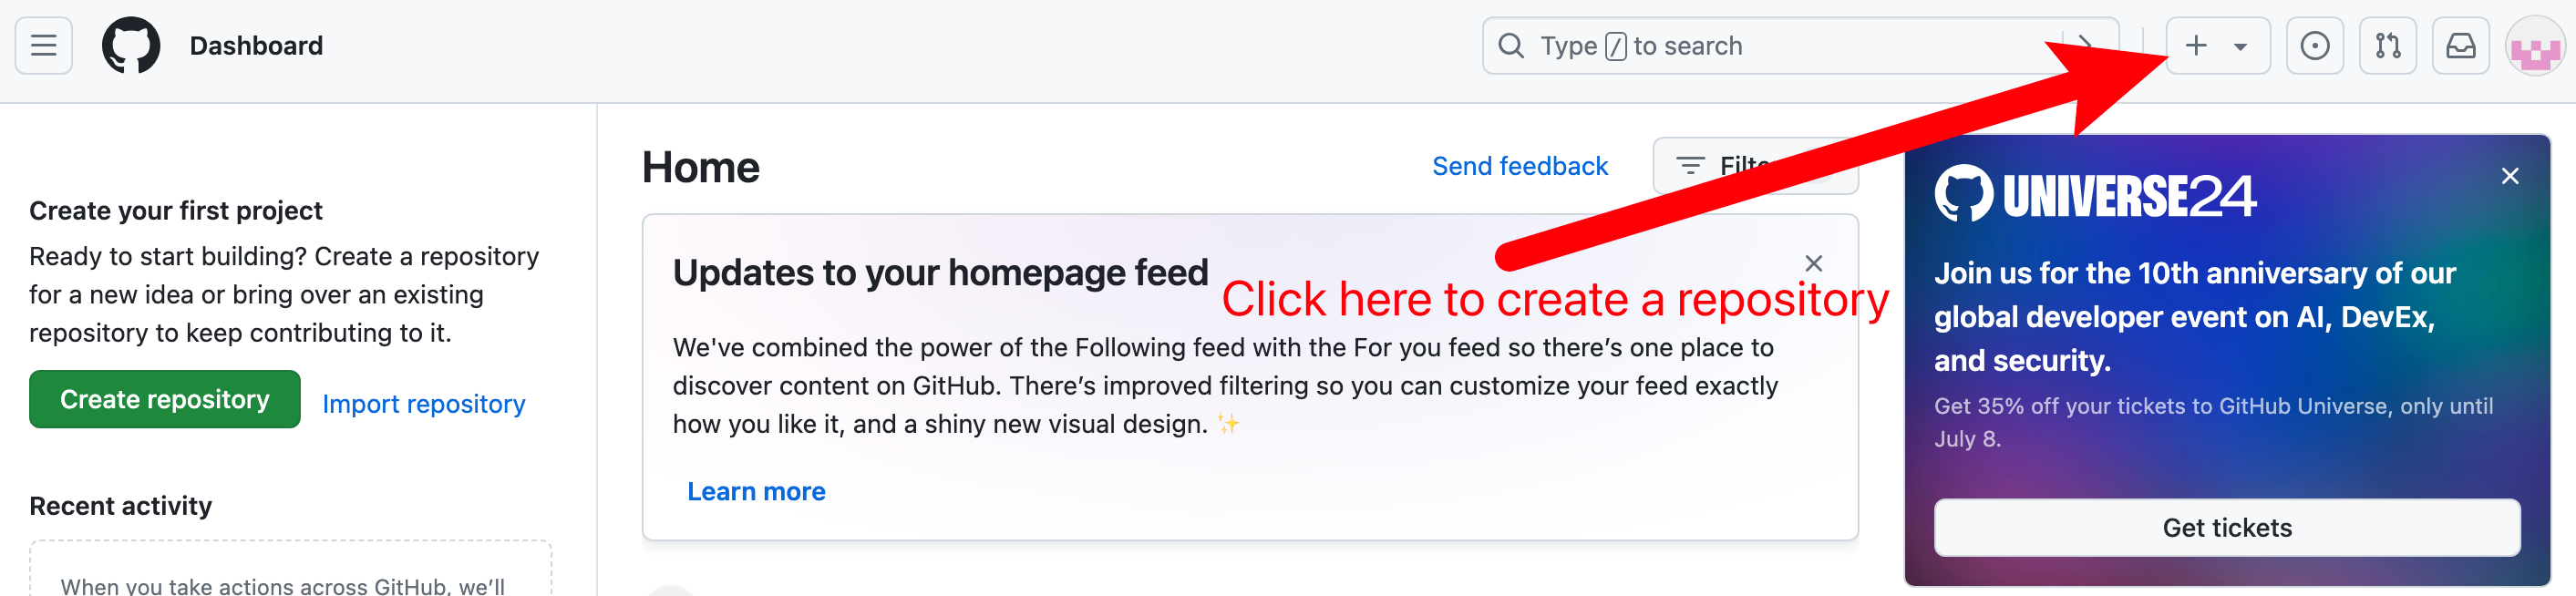 Dashboard
Type / to search
Home
Send feedback
Create your first project
Ready to start building? Create a repository
for a new idea or bring over an existing
repository to keep contributing to it.
Create repository
Import repository
Recent activity
When you take actions across GitHub, we'll
Updates to your homepage feed
Click here to create a repository
We've combined the power of the Following feed with the For you feed so there's one place to
discover content on GitHub. There's improved filtering so you can customize your feed exactly
how you like it, and a shiny new visual design. ✨
Learn more
UNIVERSE24
Join us for the 10th anniversary of our
global developer event on AI, DevEx,
and security.
Get 35% off your tickets to GitHub Universe, only until
July 8.
Get tickets